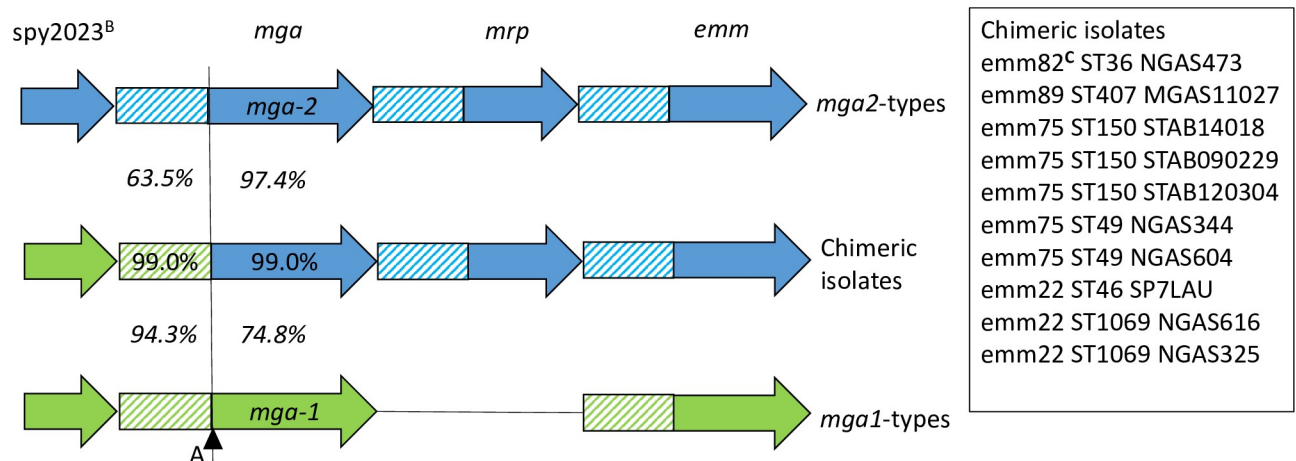 spy2023ᴮ mga mrp emm
mga-2
mga2-types
63.5% 97.4%
99.0% 99.0%
Chimeric
isolates
94.3% 74.8%
mga-1
mga1-types
A
Chimeric isolates
emm82ᶜ ST36 NGAS473
emm89 ST407 MGAS11027
emm75 ST150 STAB14018
emm75 ST150 STAB090229
emm75 ST150 STAB120304
emm75 ST49 NGAS344
emm75 ST49 NGAS604
emm22 ST46 SP7LAU
emm22 ST1069 NGAS616
emm22 ST1069 NGAS325